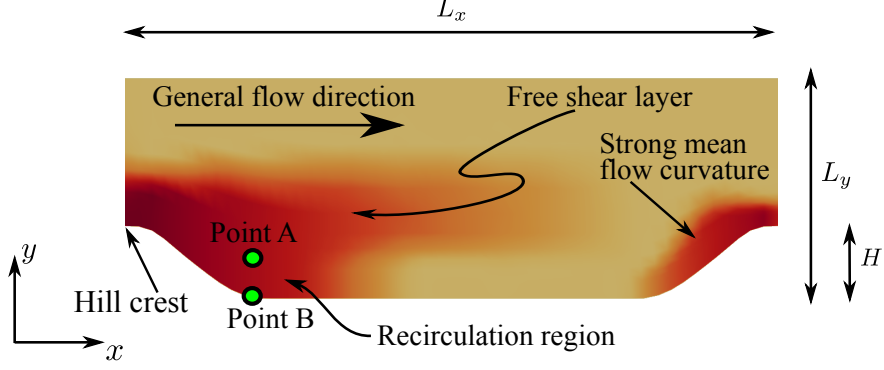 L_x
General flow direction
Free shear layer
Strong mean
flow curvature
L_y
Point A
H
y
Hill crest
Point B
Recirculation region
x